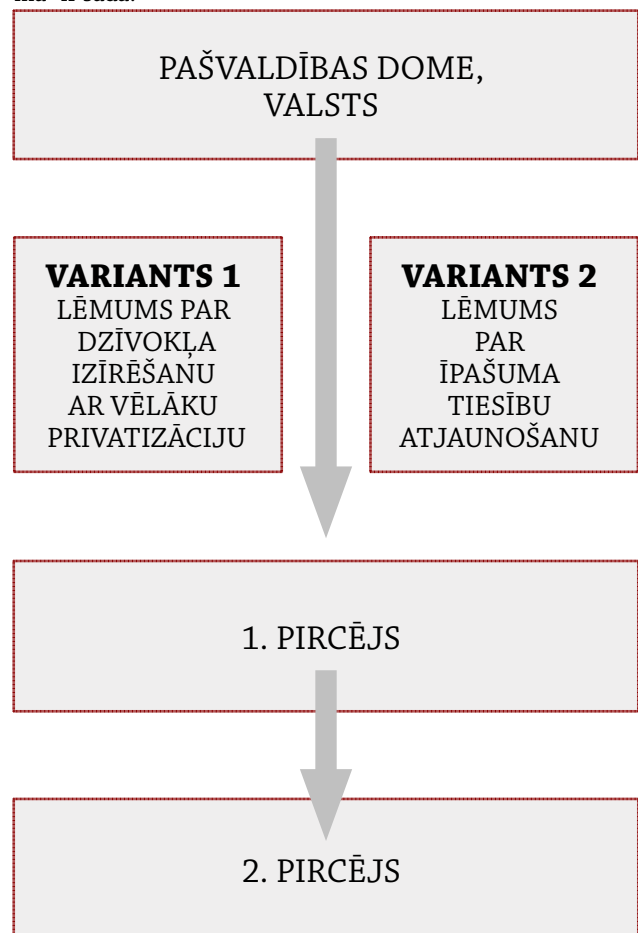 PAŠVALDĪBAS DOME,
VALSTS
VARIANTS 1
LĒMUMS PAR
DZĪVOKĻA
IZĪRĒŠANU
AR VĒLĀKU
PRIVATIZĀCIJU
VARIANTS 2
LĒMUMS
PAR
ĪPAŠUMA
TIESĪBU
ATJAUNOŠANU
1. PIRCĒJS
2. PIRCĒJS